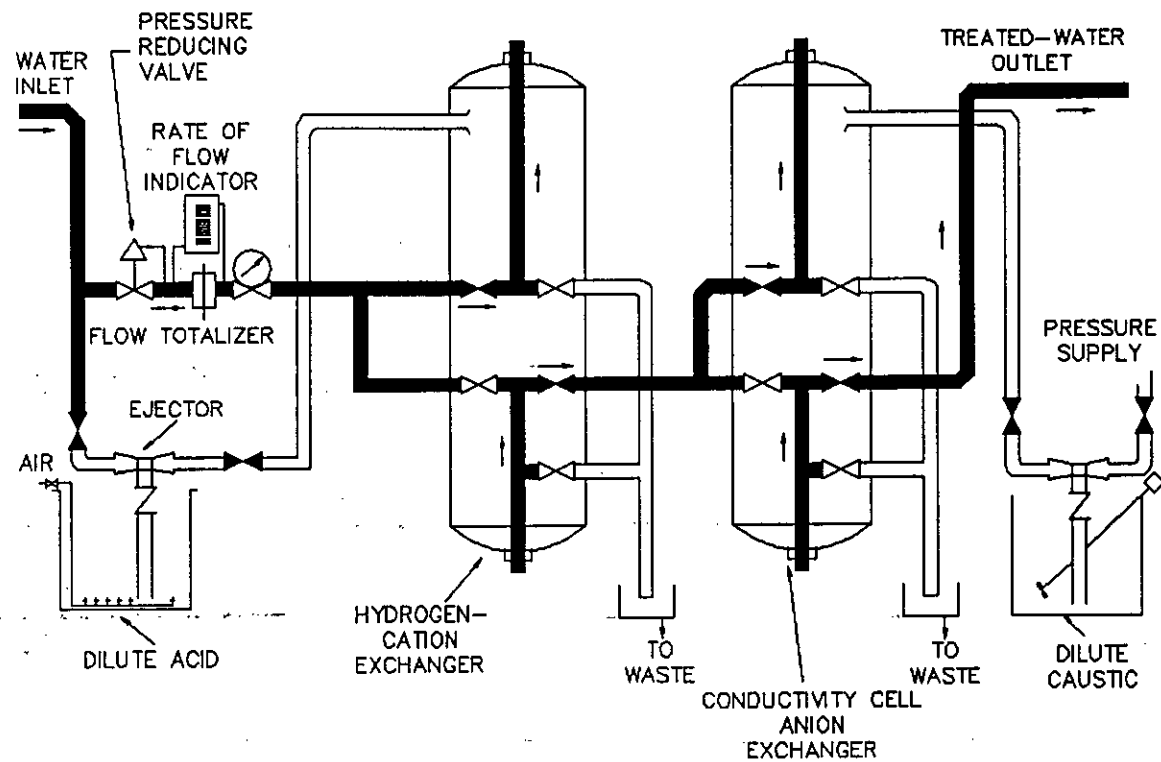 PRESSURE
REDUCING
VALVE
WATER
INLET
RATE OF
FLOW
INDICATOR
FLOW TOTALIZER
EJECTOR
AIR
DILUTE ACID
HYDROGEN—
CATION
EXCHANGER
TO
WASTE
CONDUCTIVITY CELL
ANION
EXCHANGER
TO
WASTE
TREATED—WATER
OUTLET
PRESSURE
SUPPLY
DILUTE
CAUSTIC